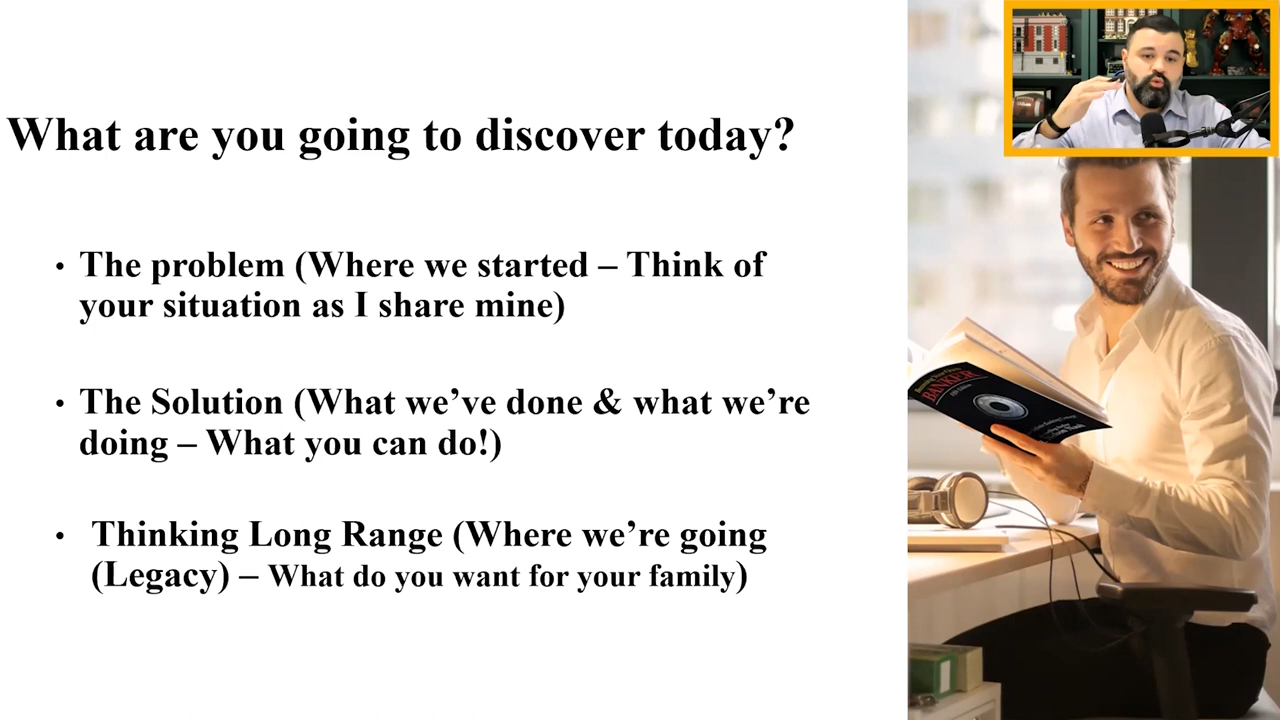 What are you going to discover today?
• The problem (Where we started – Think of
your situation as I share mine)
• The Solution (What we’ve done & what we’re
doing – What you can do!)
• Thinking Long Range (Where we’re going
(Legacy) – What do you want for your family)
BANKER